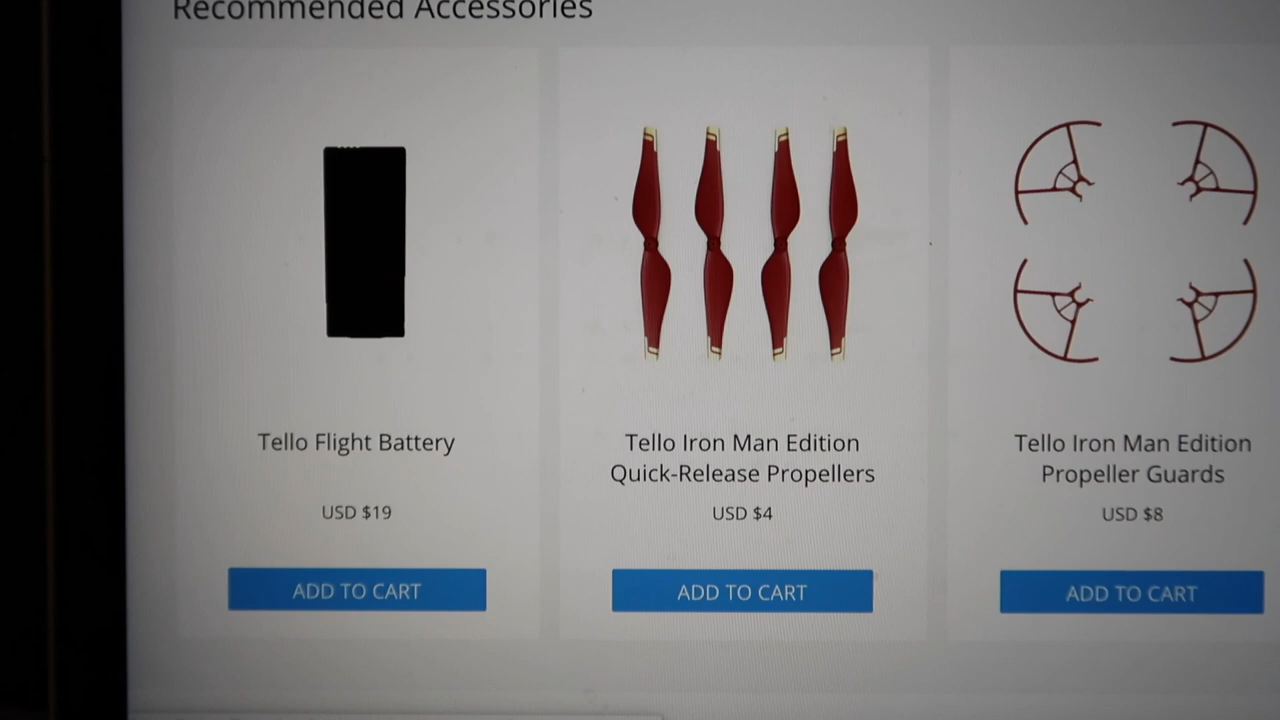 Recommended Accessories
Tello Flight Battery
USD $19
ADD TO CART
Tello Iron Man Edition
Quick-Release Propellers
USD $4
ADD TO CART
Tello Iron Man Edition
Propeller Guards
USD $8
ADD TO CART